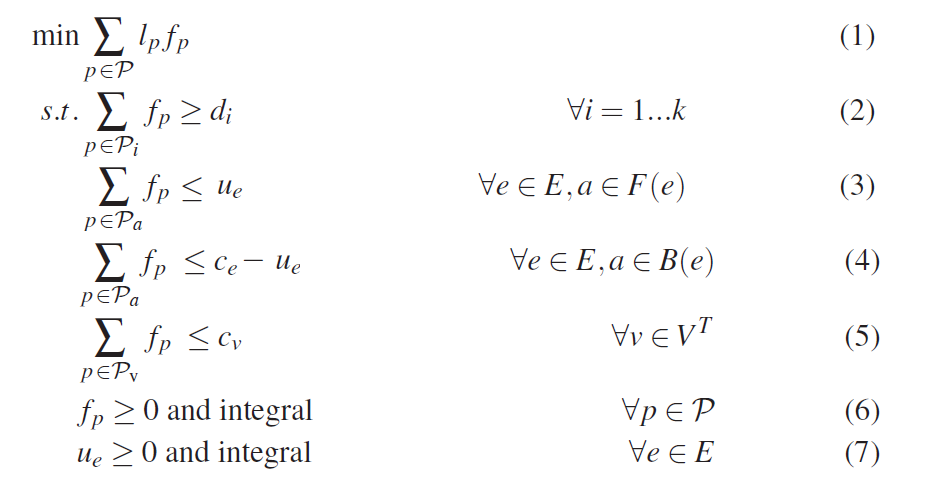 min ∑_{p∈𝒫} l_p f_p (1)
s.t. ∑_{p∈𝒫_i} f_p ≥ d_i ∀i = 1...k (2)
∑_{p∈𝒫_a} f_p ≤ u_e ∀e ∈ E, a ∈ F(e) (3)
∑_{p∈𝒫_a} f_p ≤ c_e − u_e ∀e ∈ E, a ∈ B(e) (4)
∑_{p∈𝒫_v} f_p ≤ c_v ∀v ∈ V^T (5)
f_p ≥ 0 and integral ∀p ∈ 𝒫 (6)
u_e ≥ 0 and integral ∀e ∈ E (7)